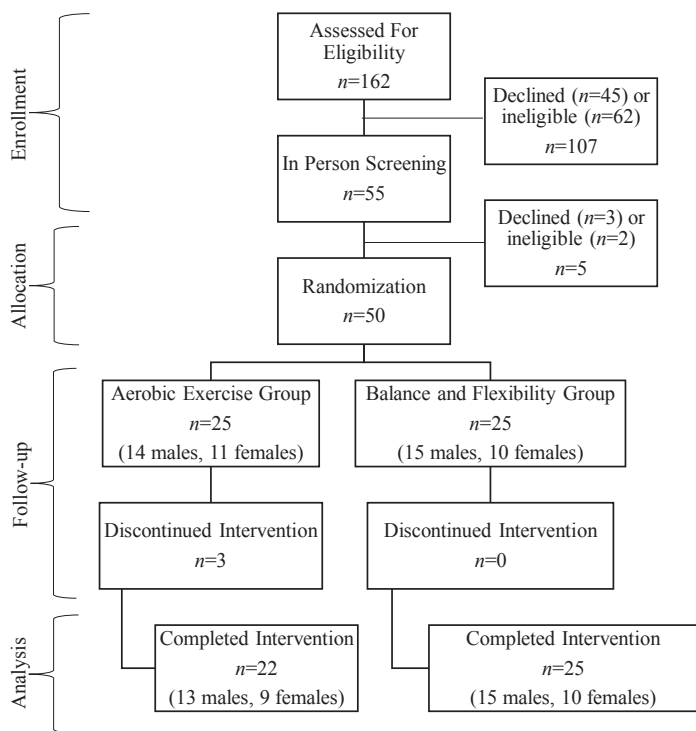 Enrollment
Assessed For
Eligibility
n=162
Declined (n=45) or
ineligible (n=62)
n=107
In Person Screening
n=55
Declined (n=3) or
ineligible (n=2)
n=5
Allocation
Randomization
n=50
Follow-up
Aerobic Exercise Group
n=25
(14 males, 11 females)
Balance and Flexibility Group
n=25
(15 males, 10 females)
Discontinued Intervention
n=3
Discontinued Intervention
n=0
Analysis
Completed Intervention
n=22
(13 males, 9 females)
Completed Intervention
n=25
(15 males, 10 females)